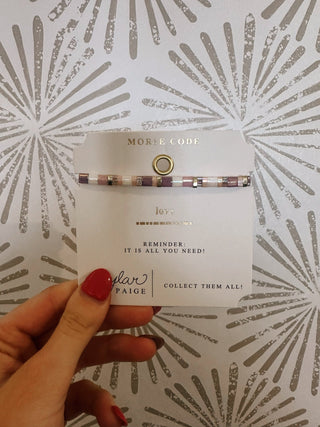 MORSE CODE
love
REMINDER:
IT IS ALL YOU NEED!
PAIGE
COLLECT THEM ALL!